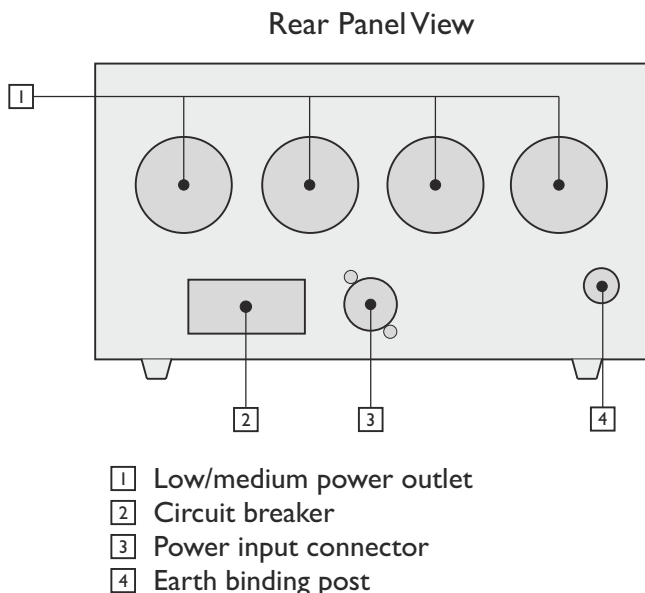 Rear Panel View
1
2
3
4
1 Low/medium power outlet
2 Circuit breaker
3 Power input connector
4 Earth binding post